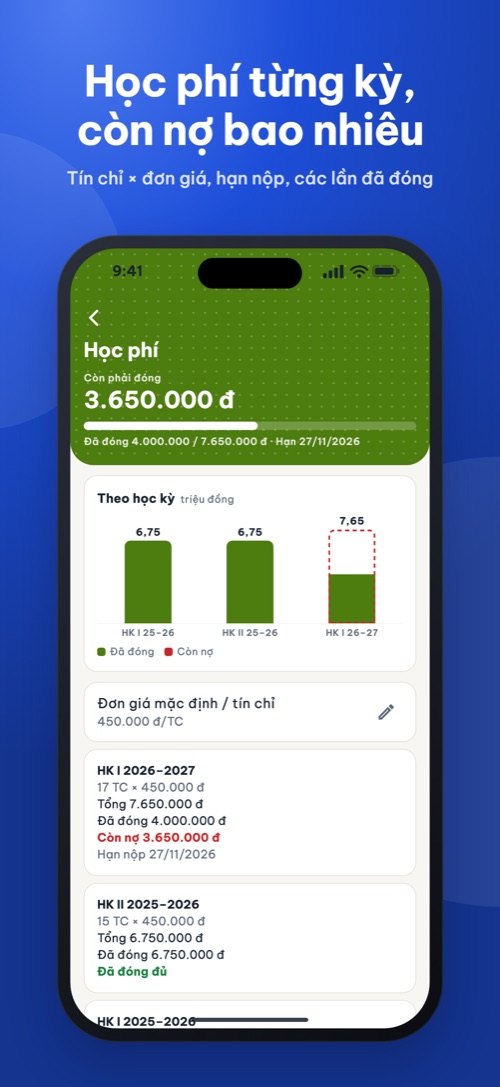 Học phí từng kỳ,
còn nợ bao nhiêu
Tín chỉ × đơn giá, hạn nộp, các lần đã đóng
9:41
Học phí
Còn phải đóng
3.650.000 đ
Đã đóng 4.000.000 / 7.650.000 đ · Hạn 27/11/2026
Theo học kỳ triệu đồng
6,75 6,75 7,65
HK I 25–26 HK II 25–26 HK I 26–27
Đã đóng Còn nợ
Đơn giá mặc định / tín chỉ
450.000 đ/TC
HK I 2026–2027
17 TC × 450.000 đ
Tổng 7.650.000 đ
Đã đóng 4.000.000 đ
Còn nợ 3.650.000 đ
Hạn nộp 27/11/2026
HK II 2025–2026
15 TC × 450.000 đ
Tổng 6.750.000 đ
Đã đóng 6.750.000 đ
Đã đóng đủ
HK I 2025–2026